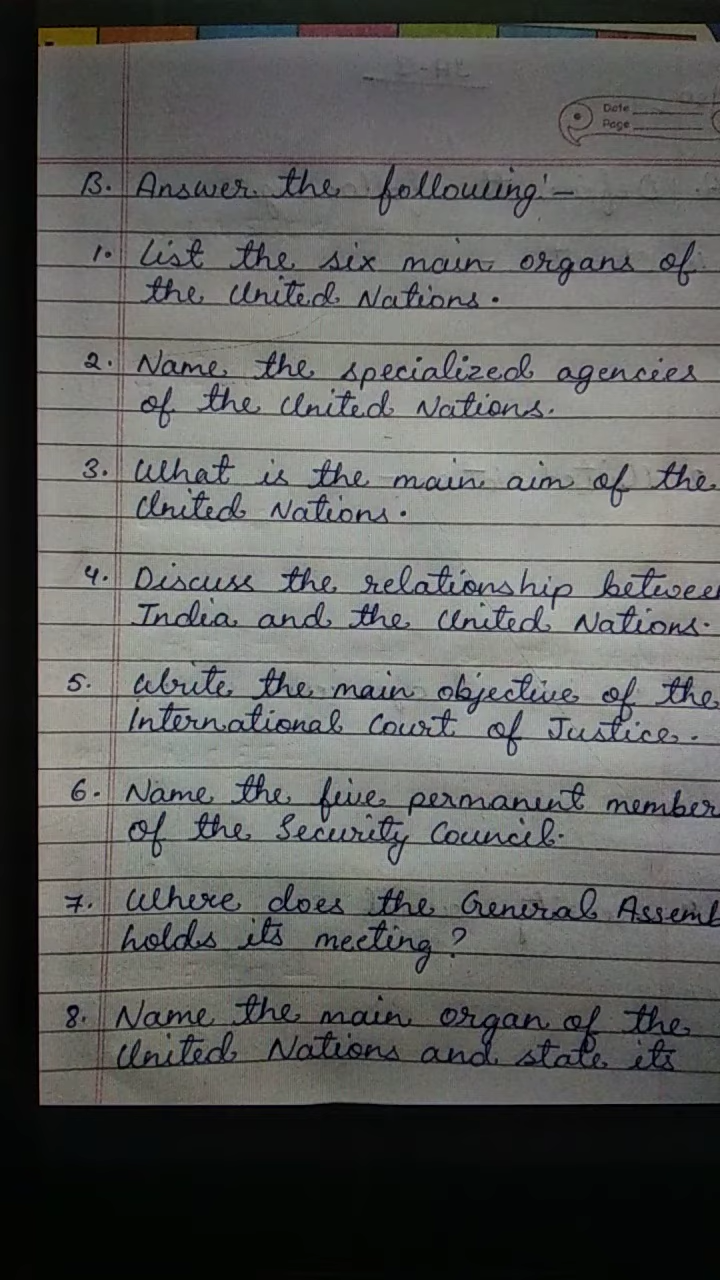 Date
Page
B. Answer the following:-
1. List the six main organs of
the United Nations.
2. Name the specialized agencies
of the United Nations.
3. What is the main aim of the
United Nations.
4. Discuss the relationship betwee
India and the United Nations.
5. Write the main objective of the
International Court of Justice.
6. Name the five permanent member
of the Security Council.
7. Where does the General Assemb
holds its meeting?
8. Name the main organ of the
United Nations and state its